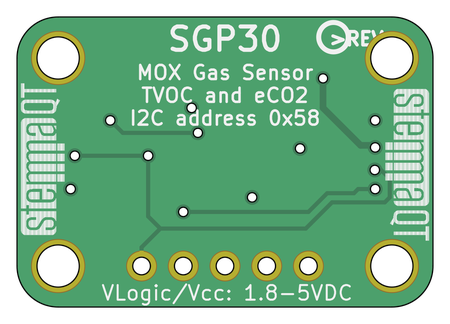 SGP30
REV
MOX Gas Sensor
TVOC and eCO2
I2C address 0x58
stemmaQT
stemmaQT
VLogic/Vcc: 1.8-5VDC